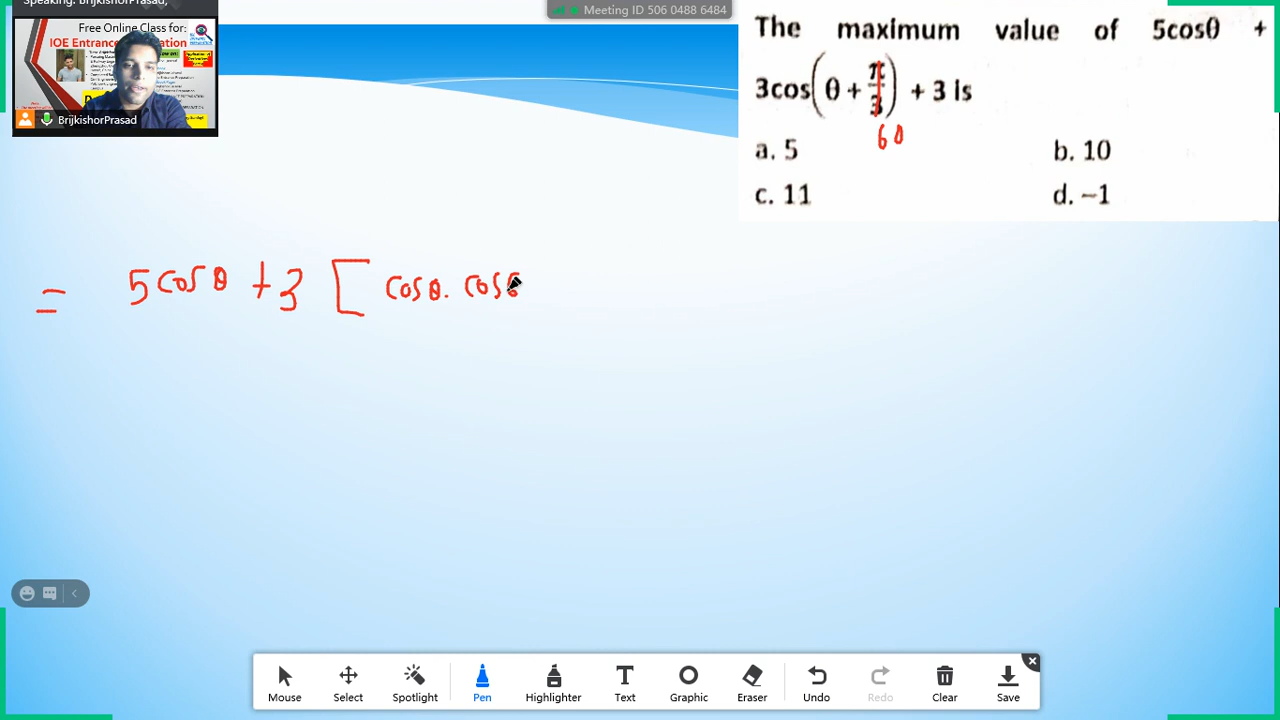 Speaking: BrijkishorPrasad,
Meeting ID 506 0488 6484
Free Online Class for:
IOE Entrance
BrijkishorPrasad
The maximum value of 5cosθ +
3cos(θ + π/3) + 3 is
60
a. 5 b. 10
c. 11 d. −1
= 5cosθ + 3 [ cosθ. cos6
Mouse Select Spotlight Pen Highlighter Text Graphic Eraser Undo Redo Clear Save